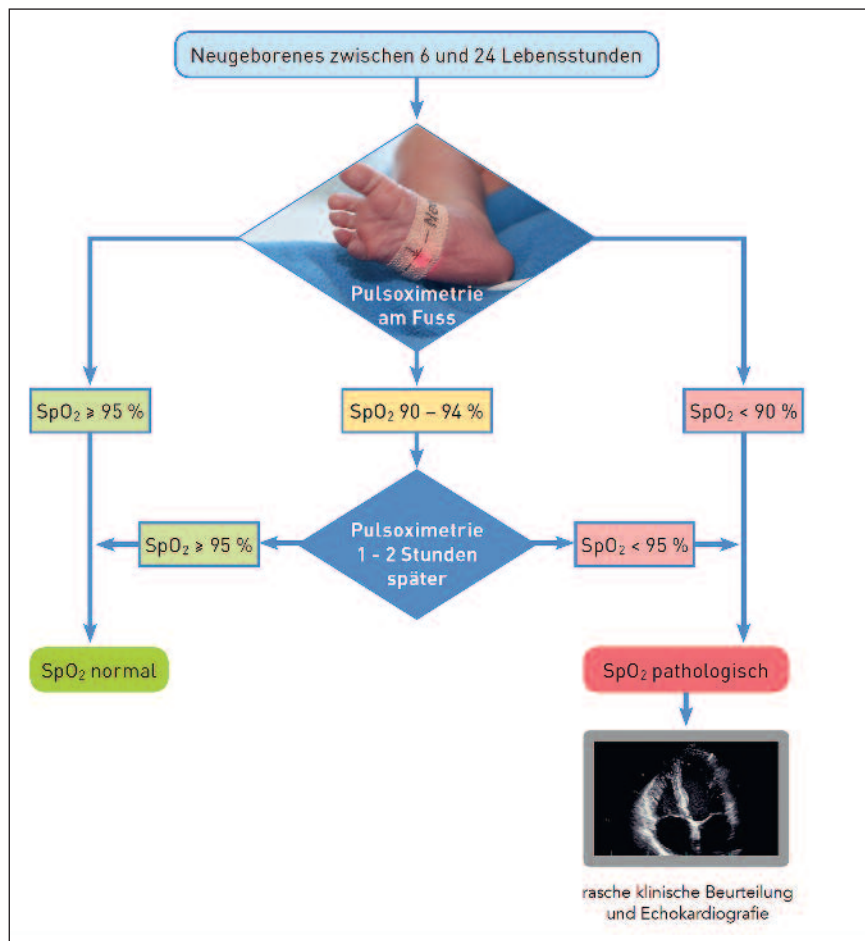 Neugeborenes zwischen 6 und 24 Lebensstunden
Pulsoximetrie
am Fuss
SpO₂ ⩾ 95 %
SpO₂ 90 – 94 %
SpO₂ < 90 %
SpO₂ ⩾ 95 %
Pulsoximetrie
1 - 2 Stunden
später
SpO₂ < 95 %
SpO₂ normal
SpO₂ pathologisch
rasche klinische Beurteilung
und Echokardiografie